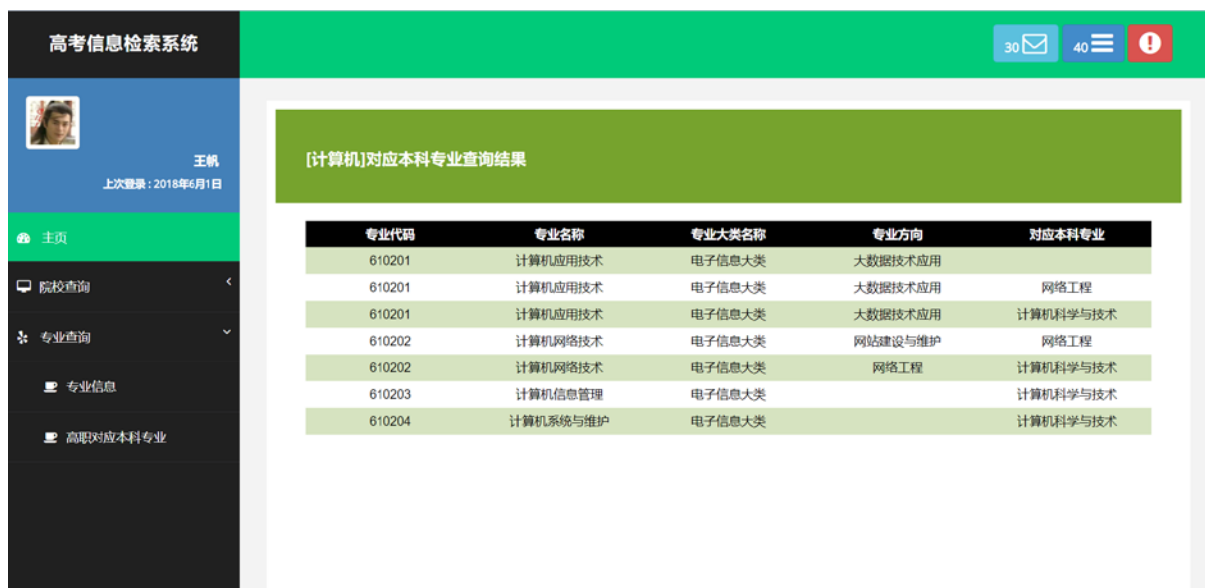 高考信息检索系统
30 40
王帆
上次登录 : 2018年6月1日
主页
院校查询
专业查询
专业信息
高职对应本科专业
[计算机]对应本科专业查询结果
专业代码 专业名称 专业大类名称 专业方向 对应本科专业
610201 计算机应用技术 电子信息大类 大数据技术应用
610201 计算机应用技术 电子信息大类 大数据技术应用 网络工程
610201 计算机应用技术 电子信息大类 大数据技术应用 计算机科学与技术
610202 计算机网络技术 电子信息大类 网站建设与维护 网络工程
610202 计算机网络技术 电子信息大类 网络工程 计算机科学与技术
610203 计算机信息管理 电子信息大类 计算机科学与技术
610204 计算机系统与维护 电子信息大类 计算机科学与技术